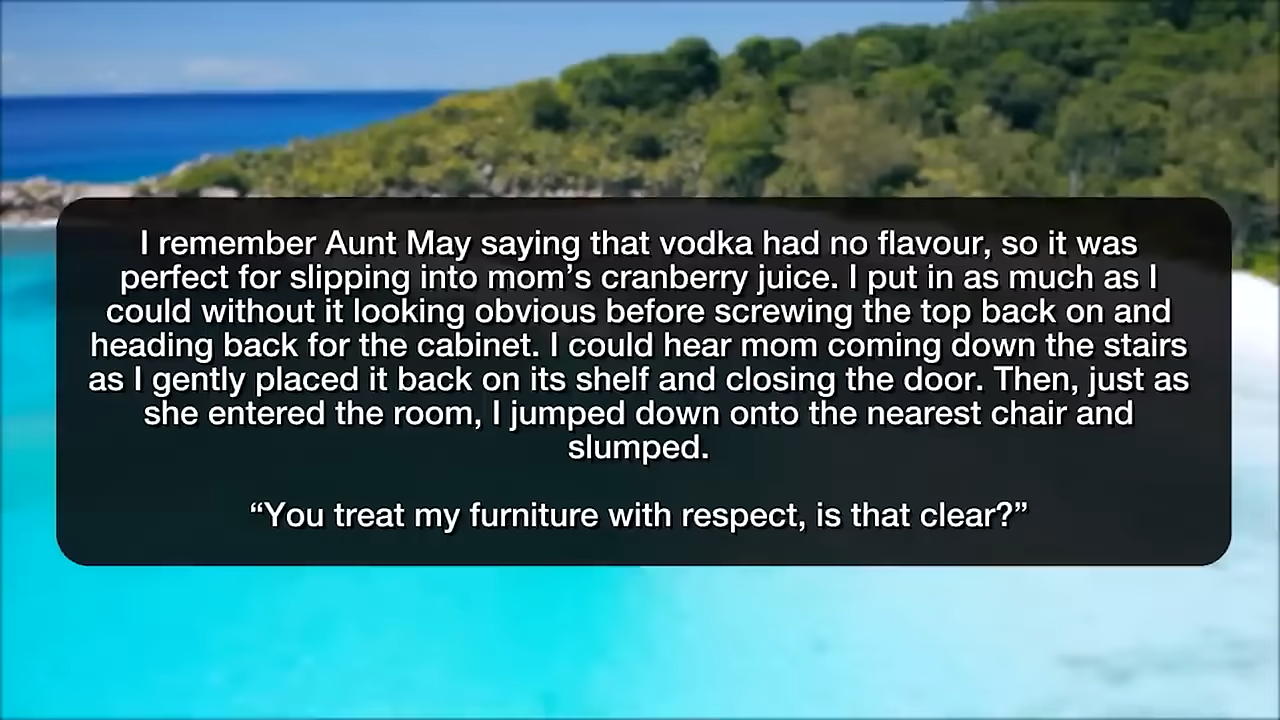 I remember Aunt May saying that vodka had no flavour, so it was
perfect for slipping into mom’s cranberry juice. I put in as much as I
could without it looking obvious before screwing the top back on and
heading back for the cabinet. I could hear mom coming down the stairs
as I gently placed it back on its shelf and closing the door. Then, just as
she entered the room, I jumped down onto the nearest chair and
slumped.
“You treat my furniture with respect, is that clear?”